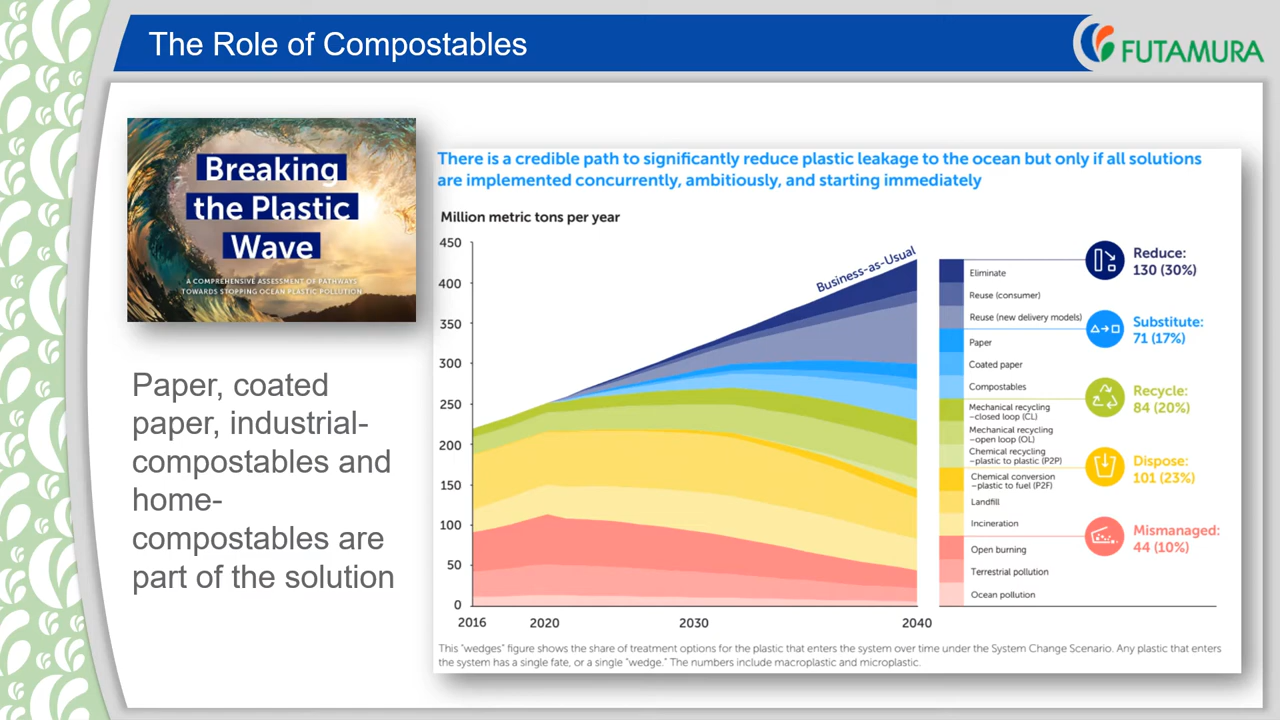 The Role of Compostables
FUTAMURA
Breaking
the Plastic
Wave
A COMPREHENSIVE ASSESSMENT OF PATHWAYS
TOWARDS STOPPING OCEAN PLASTIC POLLUTION
Paper, coated
paper, industrial-
compostables and
home-
compostables are
part of the solution
There is a credible path to significantly reduce plastic leakage to the ocean but only if all solutions
are implemented concurrently, ambitiously, and starting immediately
Million metric tons per year
450
400
350
300
250
200
150
100
50
0
2016
2020
2030
2040
Business-as-Usual
Eliminate
Reuse (consumer)
Reuse (new delivery models)
Paper
Coated paper
Compostables
Mechanical recycling
–closed loop (CL)
Mechanical recycling
–open loop (OL)
Chemical recycling
–plastic to plastic (P2P)
Chemical conversion
–plastic to fuel (P2F)
Landfill
Incineration
Open burning
Terrestrial pollution
Ocean pollution
Reduce:
130 (30%)
Substitute:
71 (17%)
Recycle:
84 (20%)
Dispose:
101 (23%)
Mismanaged:
44 (10%)
This "wedges" figure shows the share of treatment options for the plastic that enters the system over time under the System Change Scenario. Any plastic that enters
the system has a single fate, or a single "wedge." The numbers include macroplastic and microplastic.